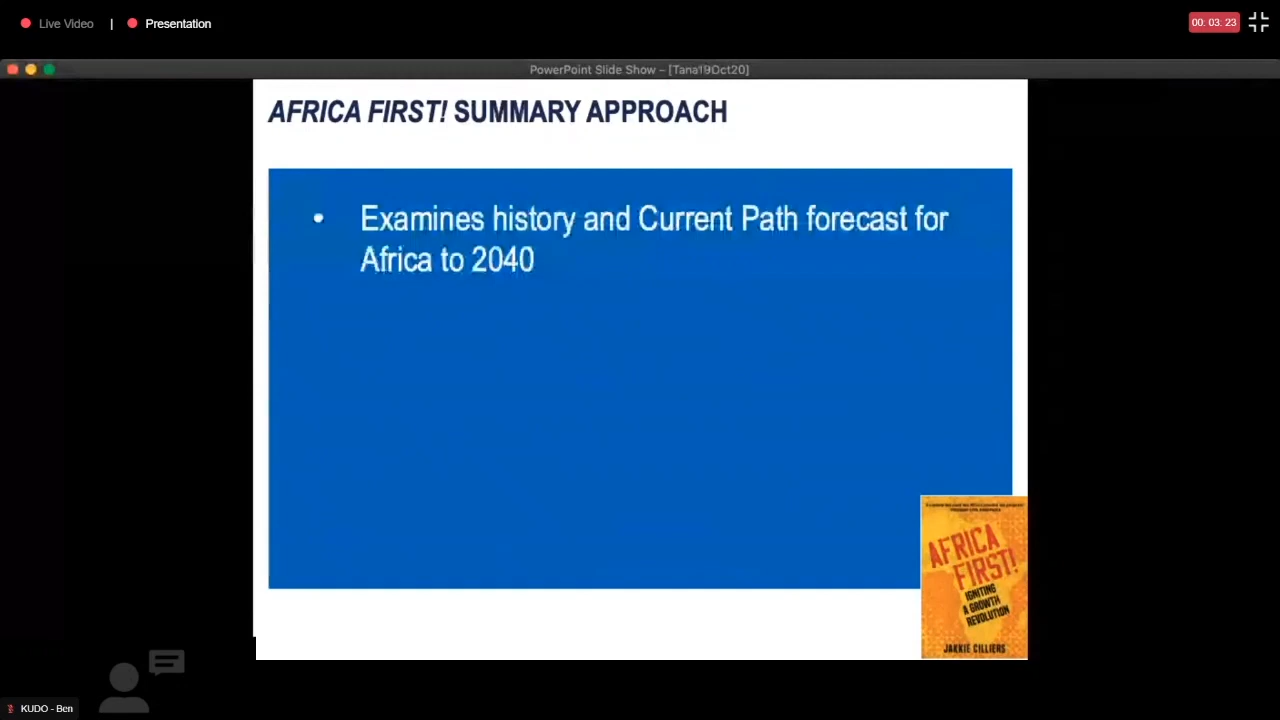 Live Video | Presentation
00: 03: 23
PowerPoint Slide Show – [Tana19Oct20]
AFRICA FIRST! SUMMARY APPROACH
• Examines history and Current Path forecast for
Africa to 2040
AFRICA
FIRST!
IGNITING
A GROWTH
REVOLUTION
JAKKIE CILLIERS
KUDO - Ben